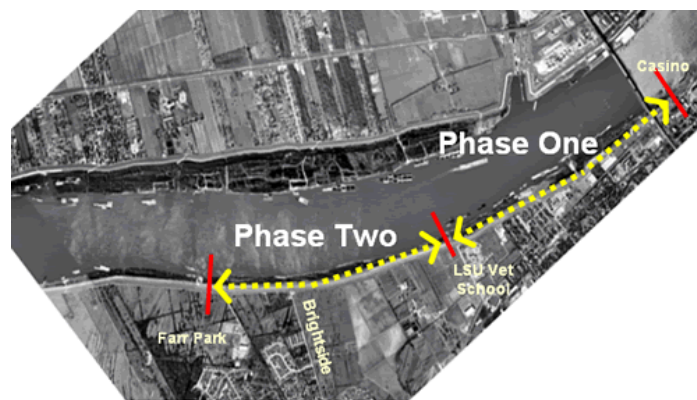 Casino
Phase One
Phase Two
LSU Vet
School
Brightside
Farr Park